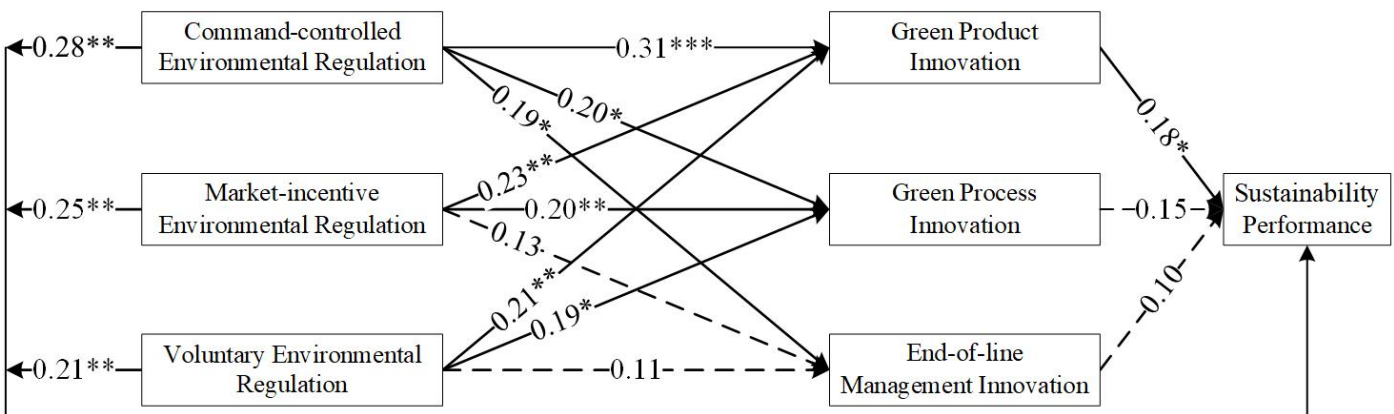 0.28**
Command-controlled
Environmental Regulation
0.31***
Green Product
Innovation
0.20*
0.19*
0.18*
0.23**
0.25**
Market-incentive
Environmental Regulation
0.20**
Green Process
Innovation
0.15
Sustainability
Performance
0.13
0.21**
0.19*
0.10
0.21**
Voluntary Environmental
Regulation
0.11
End-of-line
Management Innovation